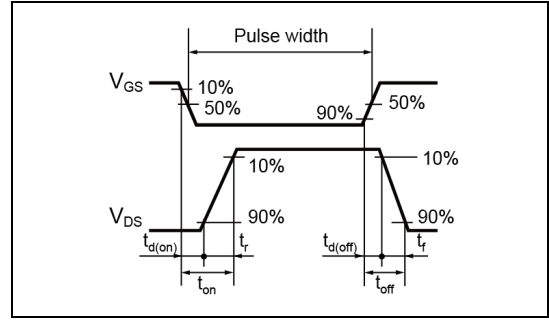 Pulse width
VGS
10%
50%
90%
50%
10%
10%
VDS
90%
90%
td(on)
tr
td(off)
tf
ton
toff